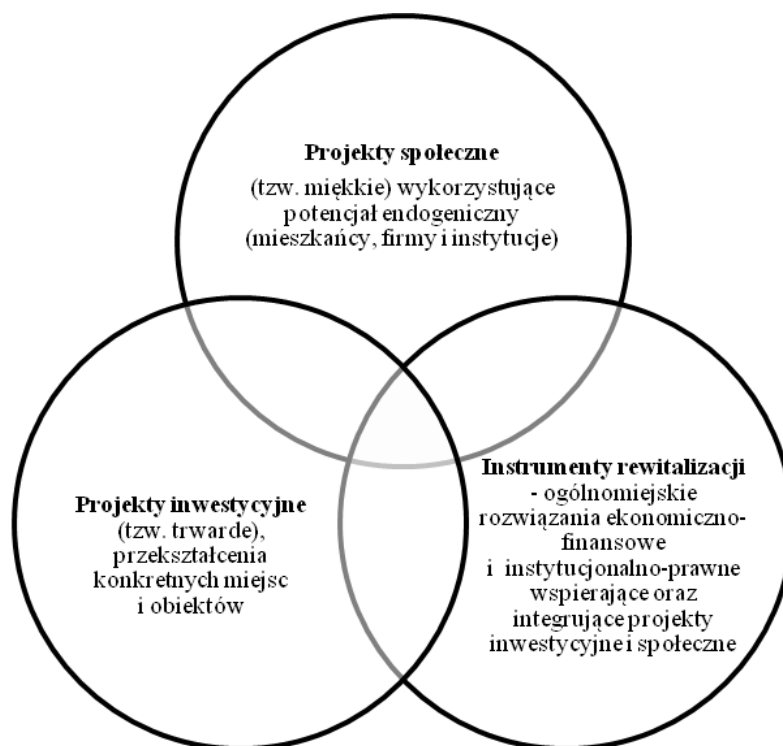 Projekty społeczne
(tzw. miękkie) wykorzystujące
potencjał endogeniczny
(mieszkańcy, firmy i instytucje)
Projekty inwestycyjne
(tzw. trwarde),
przekształcenia
konkretnych miejsc
i obiektów
Instrumenty rewitalizacji
- ogólnomiejskie
rozwiązania ekonomiczno-
finansowe
i instytucjonalno-prawne
wspierające oraz
integrujące projekty
inwestycyjne i społeczne